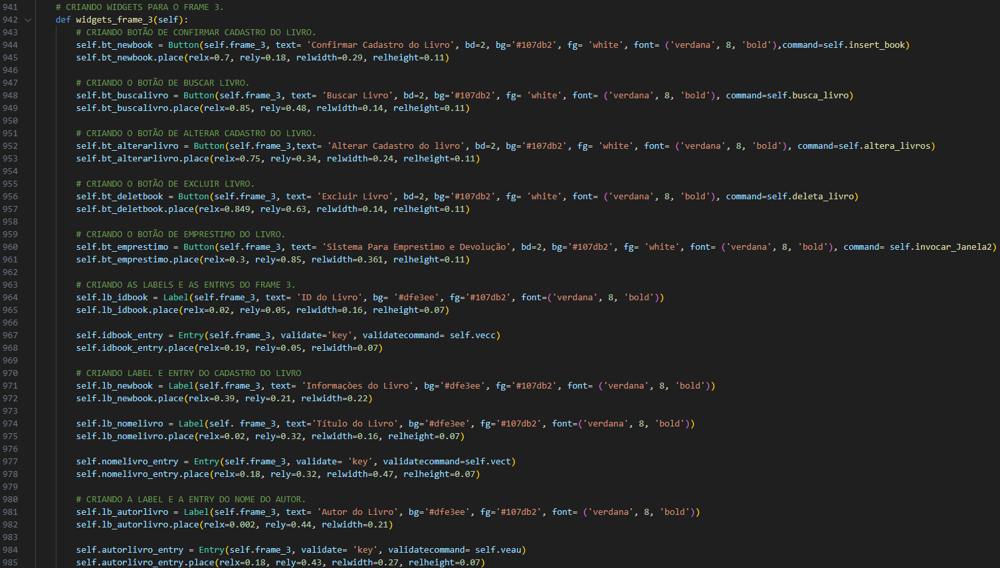 941 # CRIANDO WIDGETS PARA O FRAME 3.
942 def widgets_frame_3(self):
943 # CRIANDO BOTÃO DE CONFIRMAR CADASTRO DO LIVRO.
944 self.bt_newbook = Button(self.frame_3, text= 'Confirmar Cadastro do Livro', bd=2, bg='#107db2', fg= 'white', font= ('verdana', 8, 'bold'),command=self.insert_book)
945 self.bt_newbook.place(relx=0.7, rely=0.18, relwidth=0.29, relheight=0.11)
946
947 # CRIANDO O BOTÃO DE BUSCAR LIVRO.
948 self.bt_buscalivro = Button(self.frame_3, text= 'Buscar Livro', bd=2, bg='#107db2', fg= 'white', font= ('verdana', 8, 'bold'), command=self.busca_livro)
949 self.bt_buscalivro.place(relx=0.85, rely=0.48, relwidth=0.14, relheight=0.11)
950
951 # CRIANDO O BOTÃO DE ALTERAR CADASTRO DO LIVRO.
952 self.bt_alterarlivro = Button(self.frame_3,text= 'Alterar Cadastro do livro', bd=2, bg='#107db2', fg= 'white', font= ('verdana', 8, 'bold'), command=self.altera_livros)
953 self.bt_alterarlivro.place(relx=0.75, rely=0.34, relwidth=0.24, relheight=0.11)
954
955 # CRIANDO O BOTÃO DE EXCLUIR LIVRO.
956 self.bt_deletbook = Button(self.frame_3, text= 'Excluir Livro', bd=2, bg='#107db2', fg= 'white', font= ('verdana', 8, 'bold'), command=self.deleta_livro)
957 self.bt_deletbook.place(relx=0.849, rely=0.63, relwidth=0.14, relheight=0.11)
958
959 # CRIANDO O BOTÃO DE EMPRESTIMO DO LIVRO.
960 self.bt_emprestimo = Button(self.frame_3, text= 'Sistema Para Emprestimo e Devolução', bd=2, bg='#107db2', fg= 'white', font= ('verdana', 8, 'bold'), command= self.invocar_Janela2)
961 self.bt_emprestimo.place(relx=0.3, rely=0.85, relwidth=0.361, relheight=0.11)
962
963 # CRIANDO AS LABELS E AS ENTRYS DO FRAME 3.
964 self.lb_idbook = Label(self.frame_3, text= 'ID do Livro', bg= '#dfe3ee', fg='#107db2', font=('verdana', 8, 'bold'))
965 self.lb_idbook.place(relx=0.02, rely=0.05, relwidth=0.16, relheight=0.07)
966
967 self.idbook_entry = Entry(self.frame_3, validate='key', validatecommand= self.vecc)
968 self.idbook_entry.place(relx=0.19, rely=0.05, relwidth=0.07)
969
970 # CRIANDO LABEL E ENTRY DO CADASTRO DO LIVRO
971 self.lb_newbook = Label(self.frame_3, text= 'Informações do Livro', bg='#dfe3ee', fg='#107db2', font= ('verdana', 8, 'bold'))
972 self.lb_newbook.place(relx=0.39, rely=0.21, relwidth=0.22)
973
974 self.lb_nomelivro = Label(self. frame_3, text='Título do Livro', bg='#dfe3ee', fg='#107db2', font=('verdana', 8, 'bold'))
975 self.lb_nomelivro.place(relx=0.02, rely=0.32, relwidth=0.16, relheight=0.07)
976
977 self.nomelivro_entry = Entry(self.frame_3, validate= 'key', validatecommand=self.vect)
978 self.nomelivro_entry.place(relx=0.18, rely=0.32, relwidth=0.47, relheight=0.07)
979
980 # CRIANDO A LABEL E A ENTRY DO NOME DO AUTOR.
981 self.lb_autorlivro = Label(self.frame_3, text= 'Autor do Livro', bg='#dfe3ee', fg='#107db2', font= ('verdana', 8, 'bold'))
982 self.lb_autorlivro.place(relx=0.002, rely=0.44, relwidth=0.21)
983
984 self.autorlivro_entry = Entry(self.frame_3, validate= 'key', validatecommand= self.veau)
985 self.autorlivro_entry.place(relx=0.18, rely=0.43, relwidth=0.27, relheight=0.07)